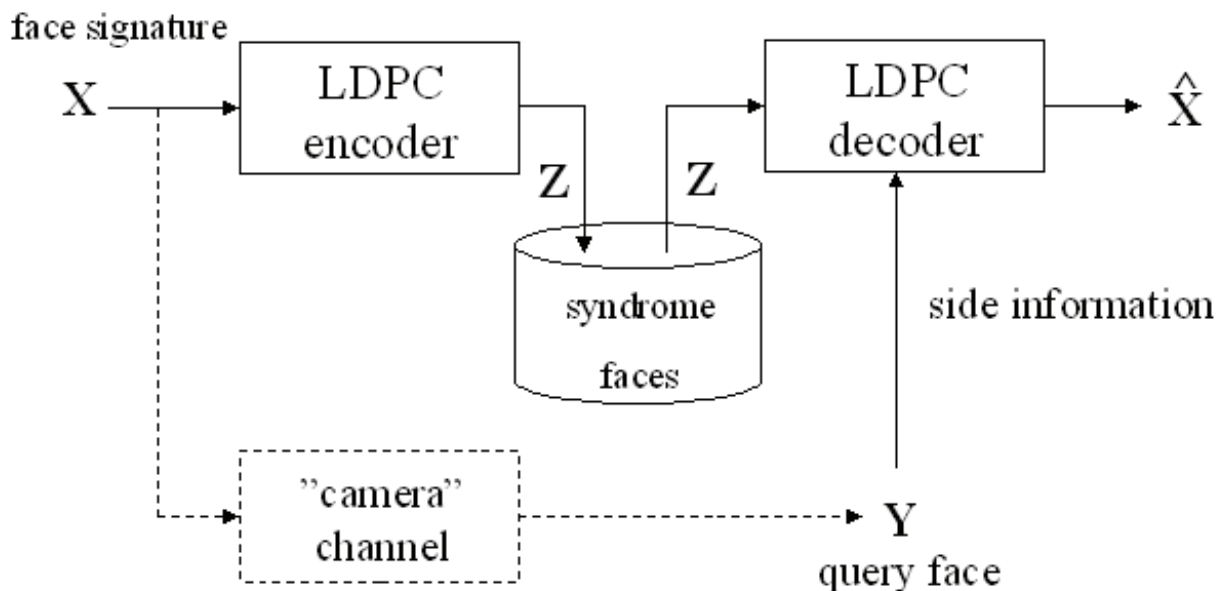 face signature
X
LDPC
encoder
Z
Z
LDPC
decoder
X̂
syndrome
faces
side information
"camera"
channel
Y
query face